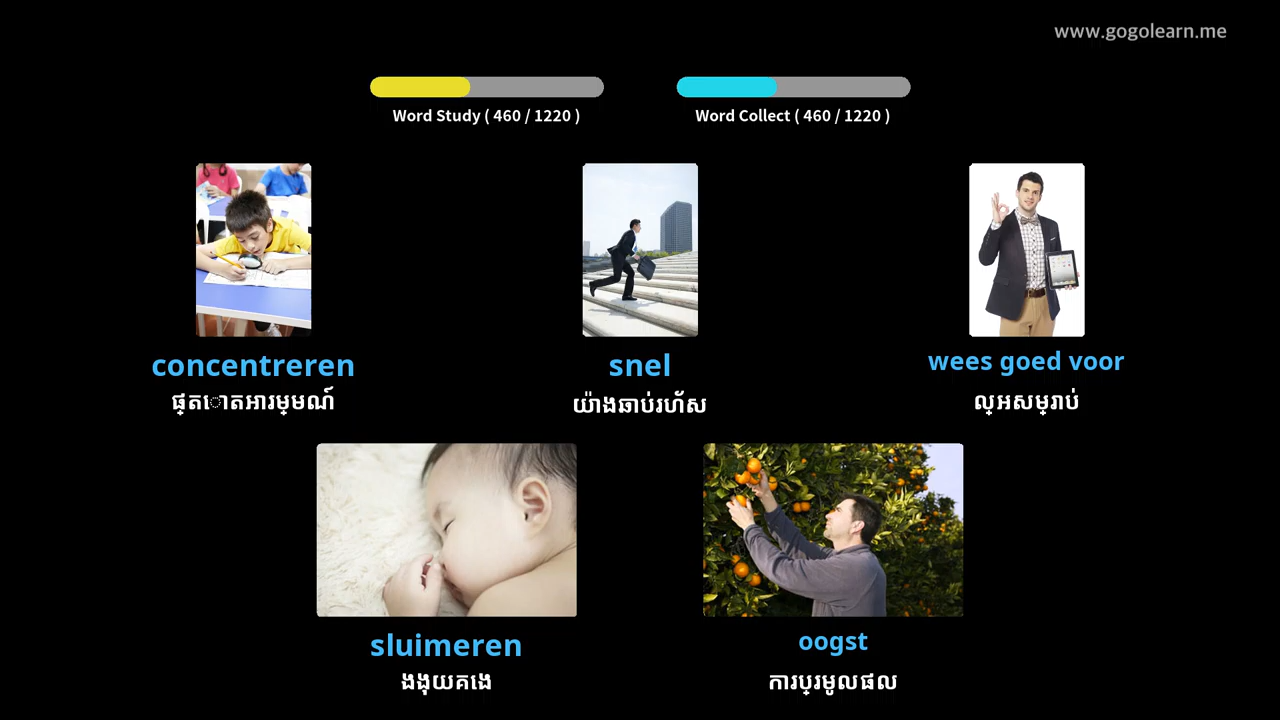 www.gogolearn.me
Word Study ( 460 / 1220 )
Word Collect ( 460 / 1220 )
concentreren
ផ្តោតអារម្មណ៍
snel
យ៉ាងឆាប់រហ័ស
wees goed voor
ល្អសម្រាប់
sluimeren
ងងុយគងេ
oogst
ការប្រមូលផល